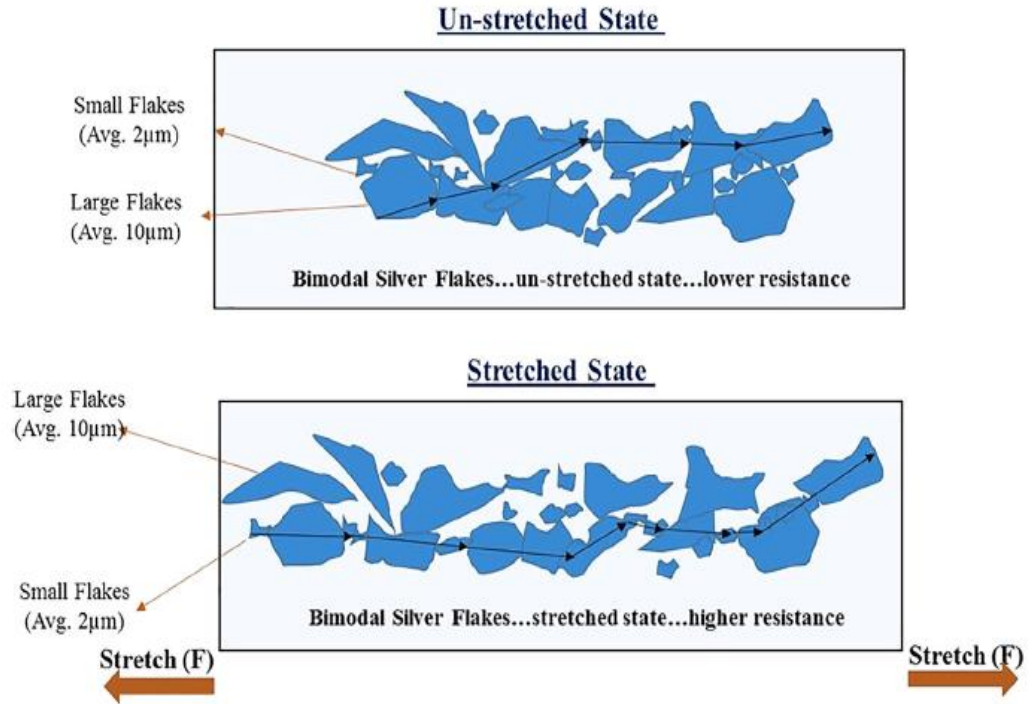 Un-stretched State
Small Flakes
(Avg. 2µm)
Large Flakes
(Avg. 10µm)
Bimodal Silver Flakes...un-stretched state...lower resistance
Stretched State
Large Flakes
(Avg. 10µm)
Small Flakes
(Avg. 2µm)
Bimodal Silver Flakes...stretched state...higher resistance
Stretch (F)
Stretch (F)